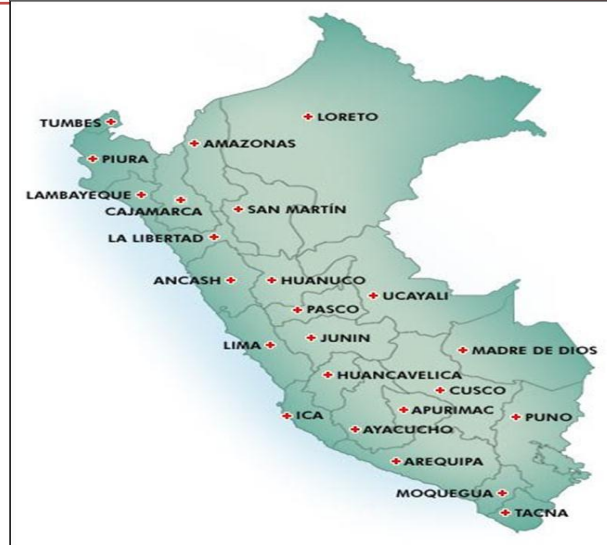 LORETO
TUMBES
AMAZONAS
PIURA
LAMBAYEQUE
CAJAMARCA
SAN MARTÍN
LA LIBERTAD
ANCASH
HUANUCO
UCAYALI
PASCO
LIMA
JUNIN
MADRE DE DIOS
HUANCAVELICA
CUSCO
ICA
APURIMAC
PUNO
AYACUCHO
AREQUIPA
MOQUEGUA
TACNA